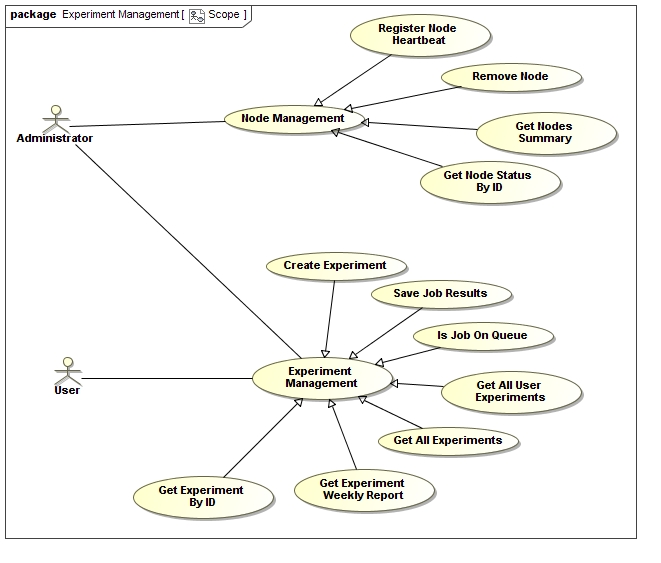 package Experiment Management [ Scope ]
Register Node
Heartbeat
Remove Node
Node Management
Get Nodes
Summary
Administrator
Get Node Status
By ID
Create Experiment
Save Job Results
Is Job On Queue
Experiment
Management
User
Get All User
Experiments
Get All Experiments
Get Experiment
By ID
Get Experiment
Weekly Report